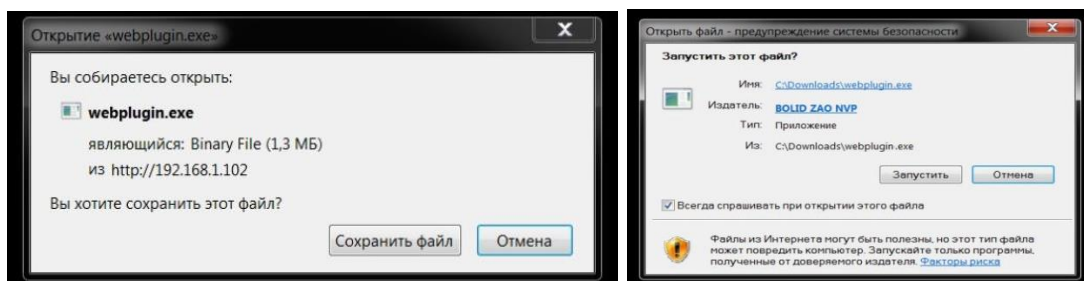 Открытие «webplugin.exe»
Вы собираетесь открыть:
webplugin.exe
являющийся: Binary File (1,3 МБ)
из http://192.168.1.102
Вы хотите сохранить этот файл?
Сохранить файл
Отмена
Открыть файл - предупреждение системы безопасности
Запустить этот файл?
Имя: C:\Downloads\webplugin.exe
Издатель: BOLID ZAO NVP
Тип: Приложение
Из: C:\Downloads\webplugin.exe
Запустить
Отмена
Всегда спрашивать при открытии этого файла
Файлы из Интернета могут быть полезны, но этот тип файла
может повредить компьютер. Запускайте только программы,
полученные от доверяемого издателя. Факторы риска